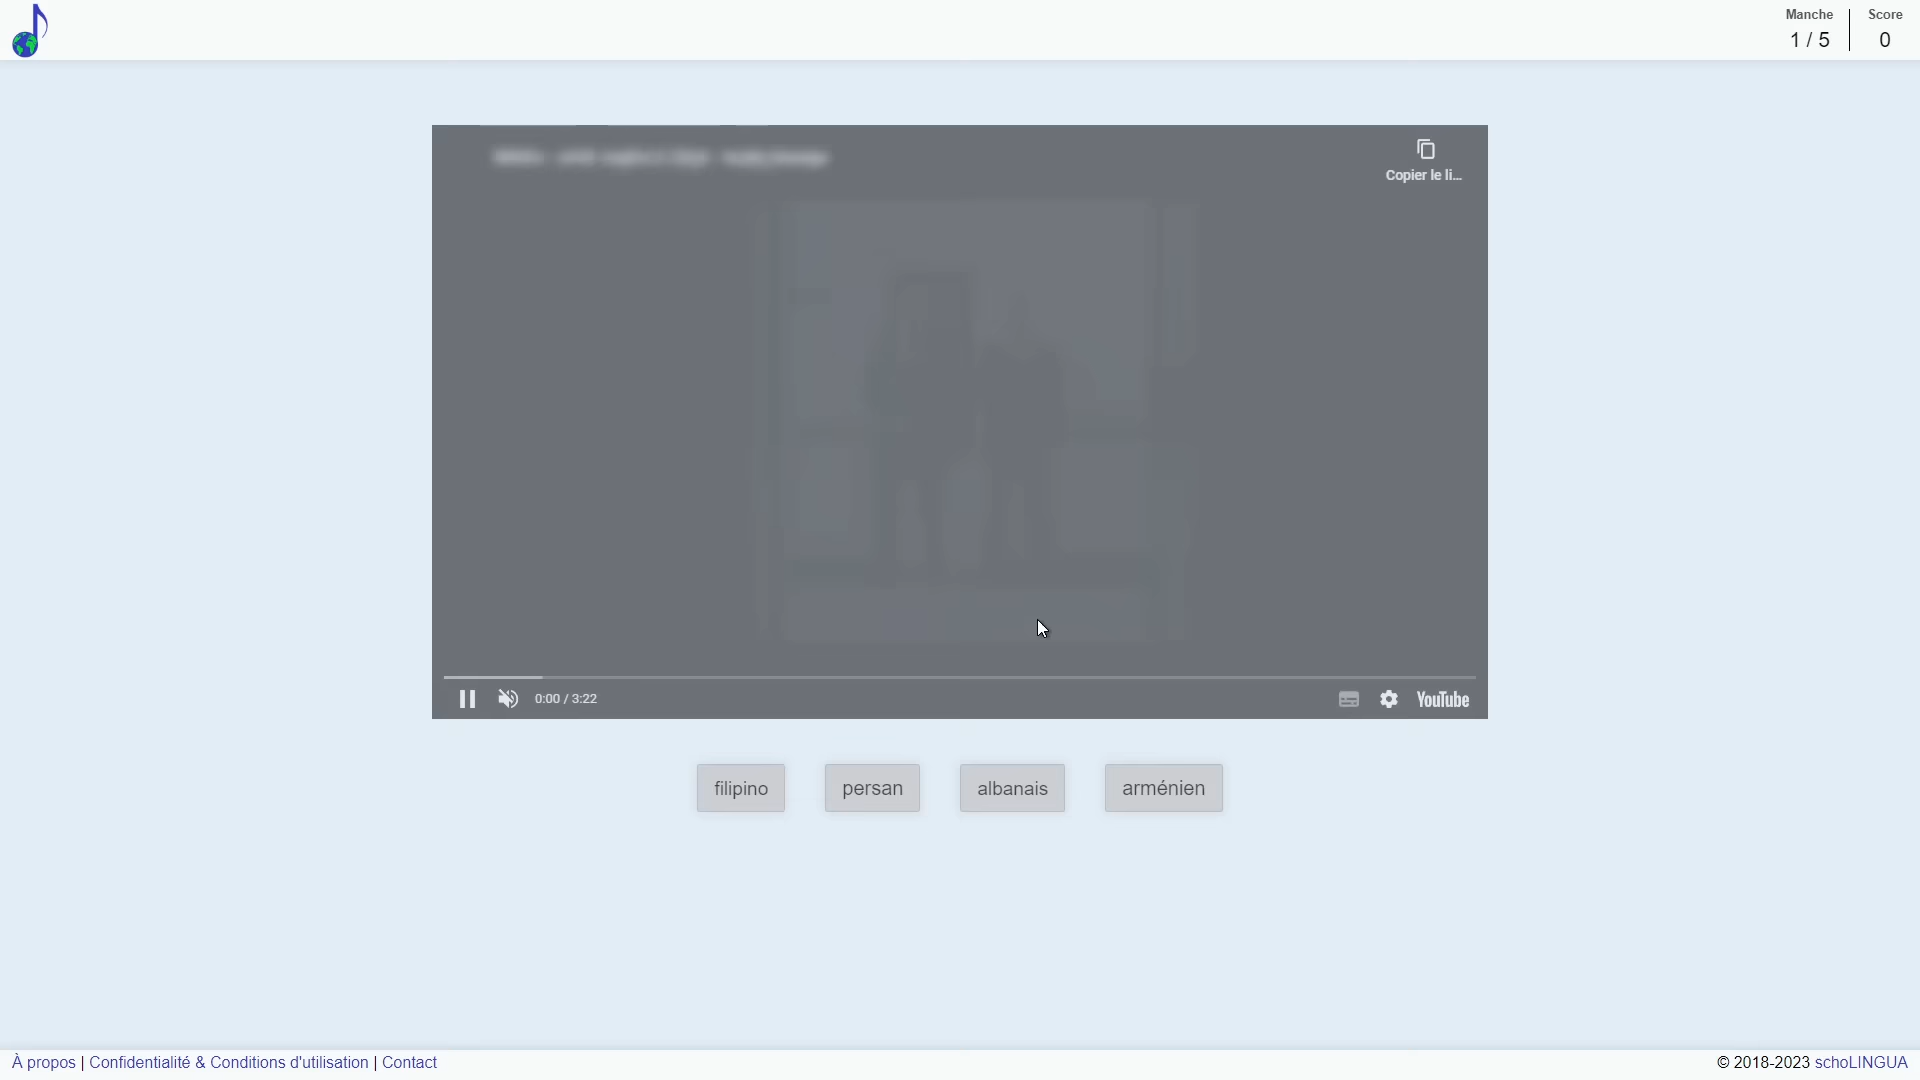 Manche
1 / 5
Score
0
Copier le li...
0:00 / 3:22
YouTube
filipino
persan
albanais
arménien
À propos | Confidentialité & Conditions d'utilisation | Contact
© 2018-2023 schoLINGUA